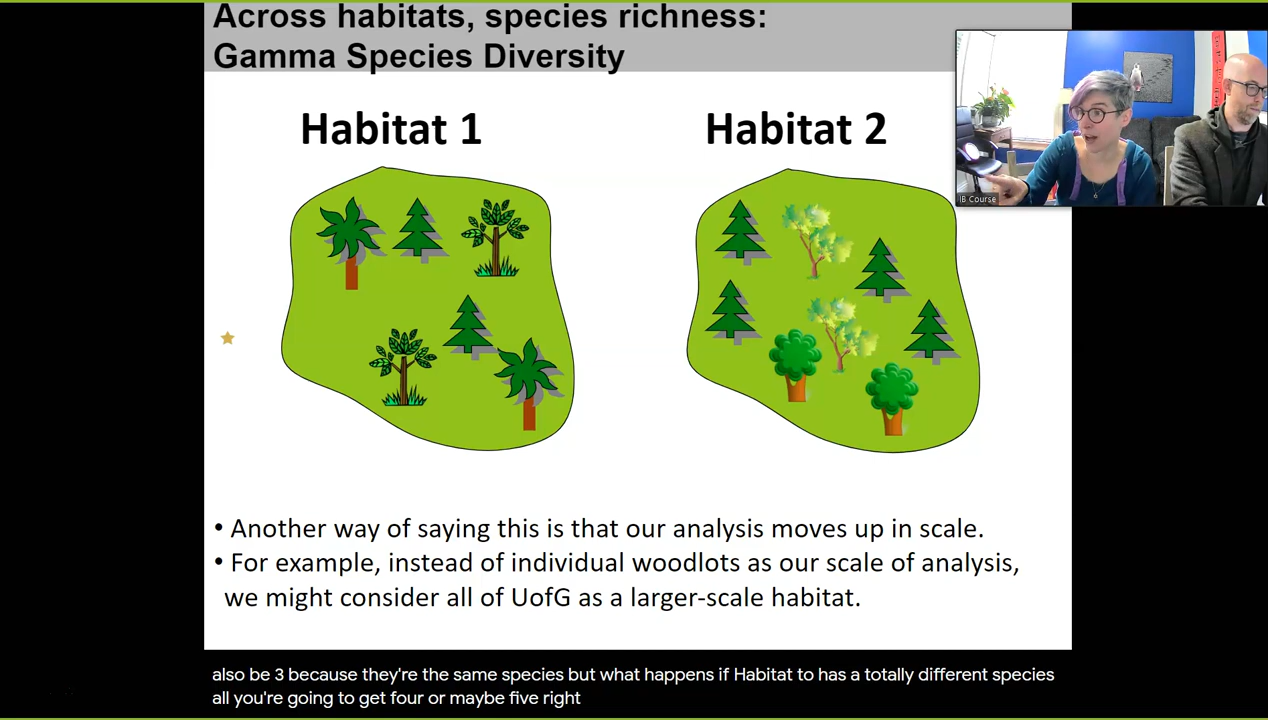 Across habitats, species richness:
Gamma Species Diversity
Habitat 1
Habitat 2
IB Course
• Another way of saying this is that our analysis moves up in scale.
• For example, instead of individual woodlots as our scale of analysis,
we might consider all of UofG as a larger-scale habitat.
also be 3 because they're the same species but what happens if Habitat to has a totally different species
all you're going to get four or maybe five right